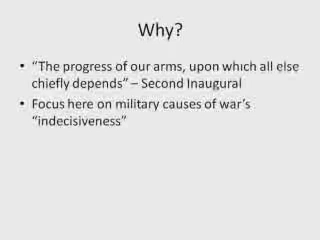 Why?
• “The progress of our arms, upon which all else
chiefly depends” – Second Inaugural
• Focus here on military causes of war’s
“indecisiveness”